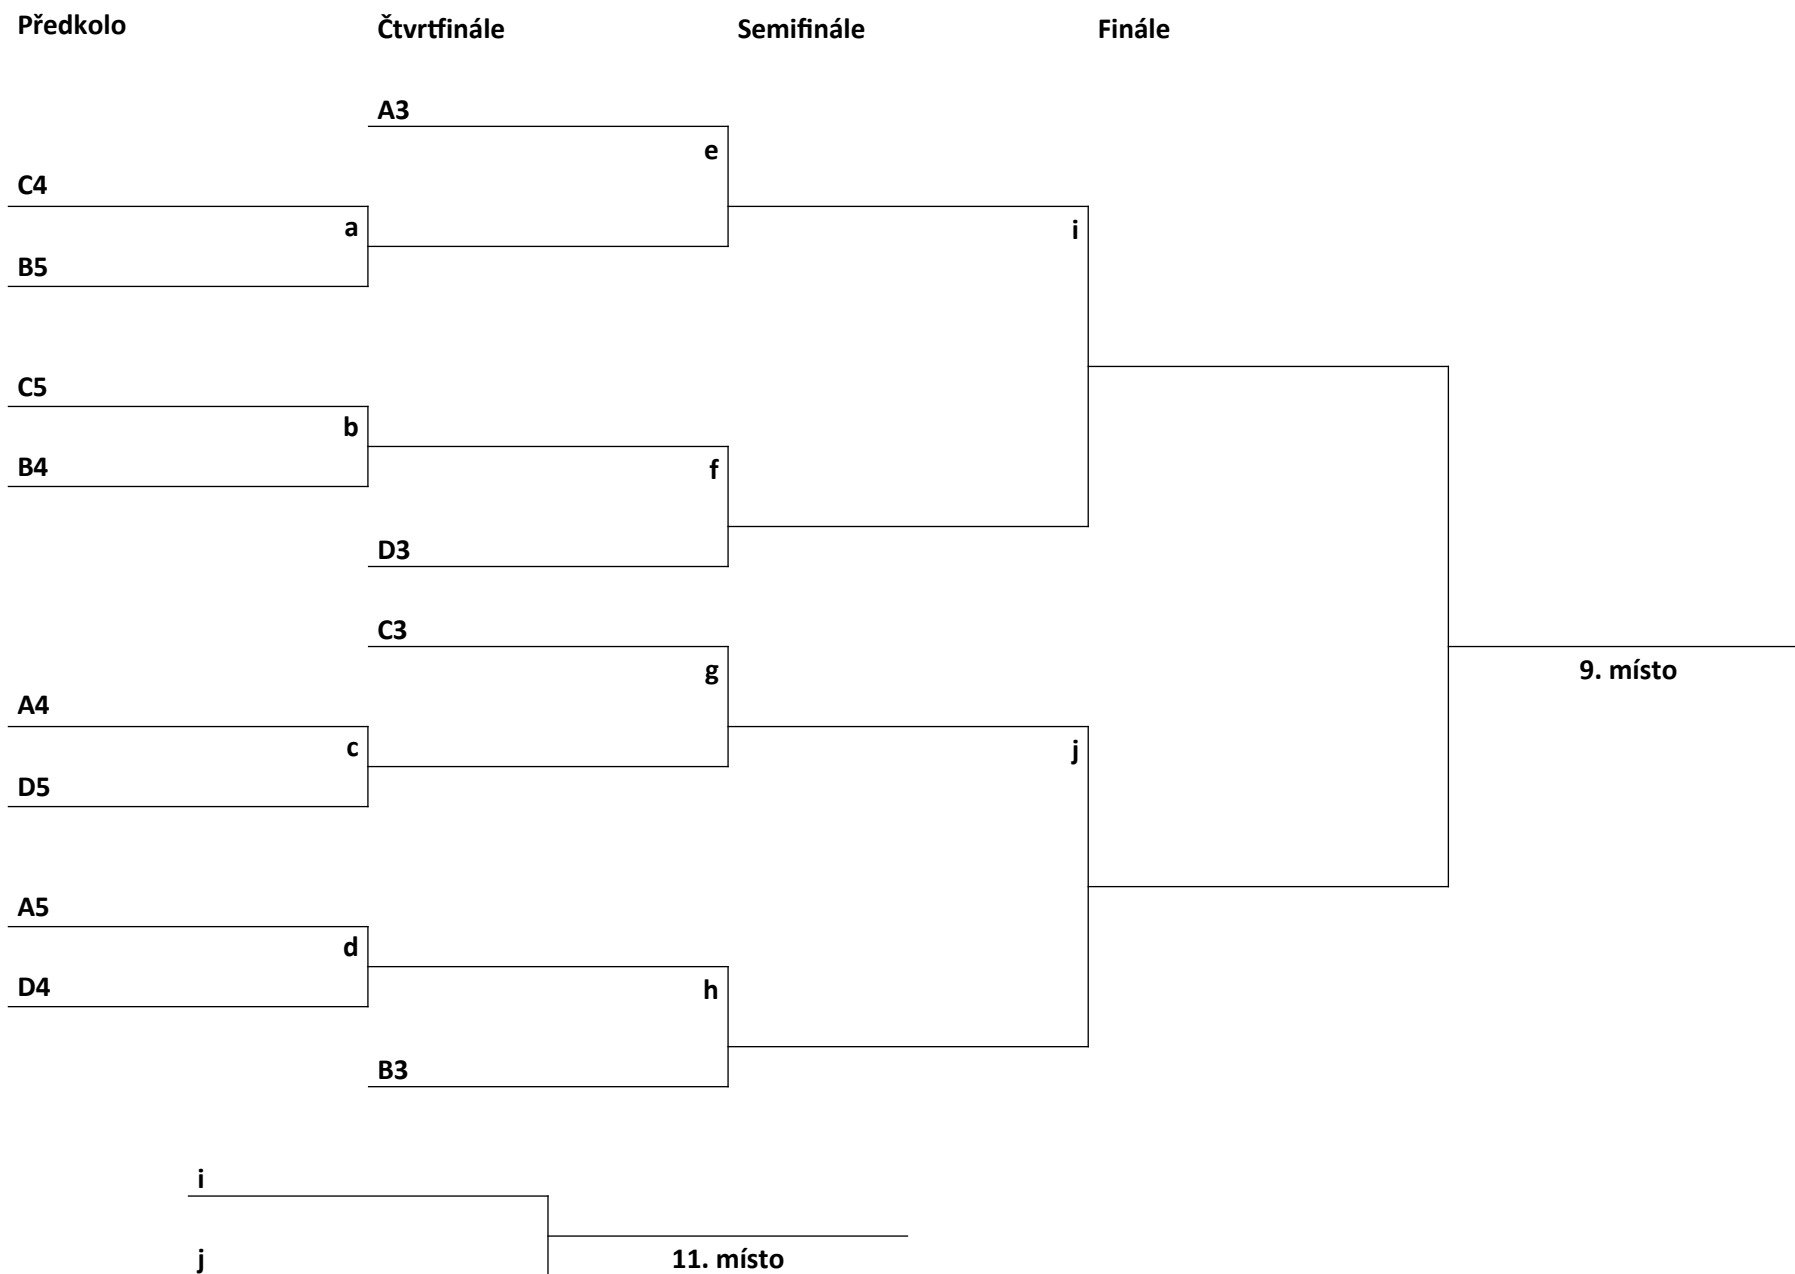 Předkolo
Čtvrtfinále
Semifinále
Finále
A3
e
C4
a
i
B5
C5
b
B4
f
D3
C3
g
9. místo
A4
c
j
D5
A5
d
D4
h
B3
i
j
11. místo